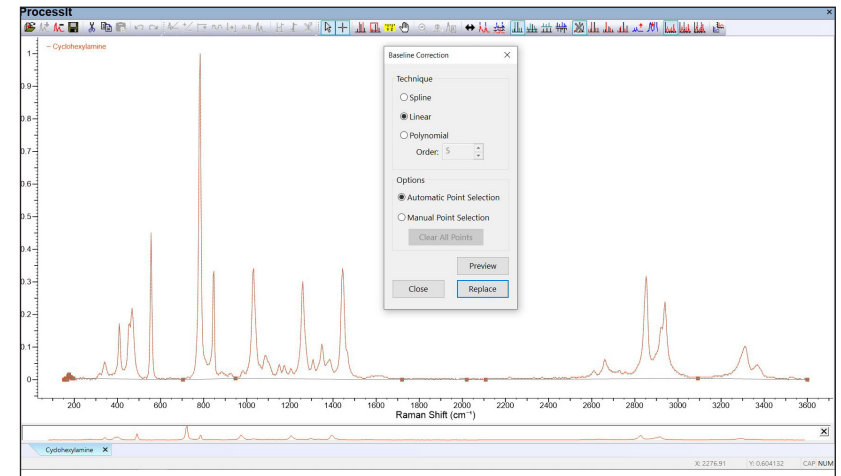 ProcessIt ×
Cyclohexylamine
1
0.9
0.8
0.7
0.6
0.5
0.4
0.3
0.2
0.1
0
200 400 600 800 1000 1200 1400 1600 1800 2000 2200 2400 2600 2800 3000 3200 3400 3600
Raman Shift (cm⁻¹)
Baseline Correction ×
Technique
Spline
Linear
Polynomial
Order: 5
Options
Automatic Point Selection
Manual Point Selection
Clear All Points
Preview
Close Replace
Cyclohexylamine X
X: 2276.91 Y: 0.604132 CAP NUM